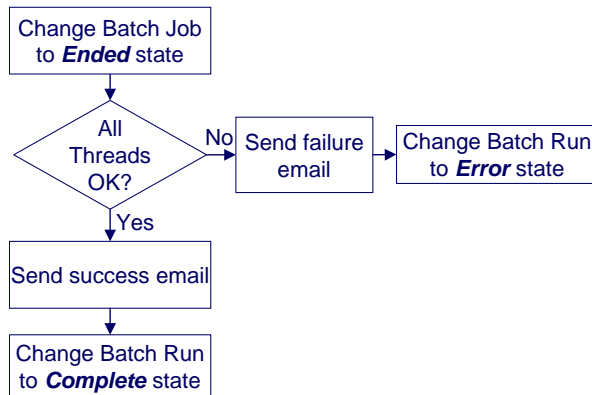 Change Batch Job
to Ended state
All
Threads
OK?
No
Send failure
email
Change Batch Run
to Error state
Yes
Send success email
Change Batch Run
to Complete state